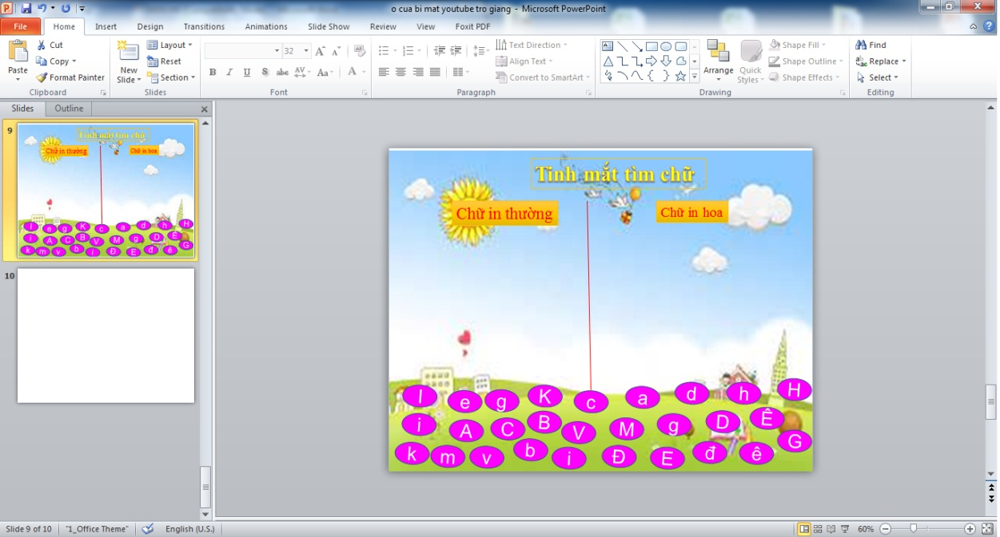 o cua bi mat youtube tro giang - Microsoft PowerPoint
File Home Insert Design Transitions Animations Slide Show Review View Foxit PDF
Paste
Cut
Copy
Format Painter
Clipboard
New Slide
Layout
Reset
Section
Slides
32
B I U S abc AV Aa A
Font
Text Direction
Align Text
Convert to SmartArt
Paragraph
Arrange
Quick Styles
Shape Fill
Shape Outline
Shape Effects
Drawing
Find
Replace
Select
Editing
Slides Outline
9
Tinh mắt tìm chữ
Chữ in thường Chữ in hoa
l e g K c a d h H
i A C B V M g D Ê
k m v b i Đ E đ ê G
10
Tinh mắt tìm chữ
Chữ in thường Chữ in hoa
I e g K c a d h H
i A C B V M g D Ê
k m v b i Đ E đ ê G
Slide 9 of 10 "1_Office Theme" English (U.S.) 60%